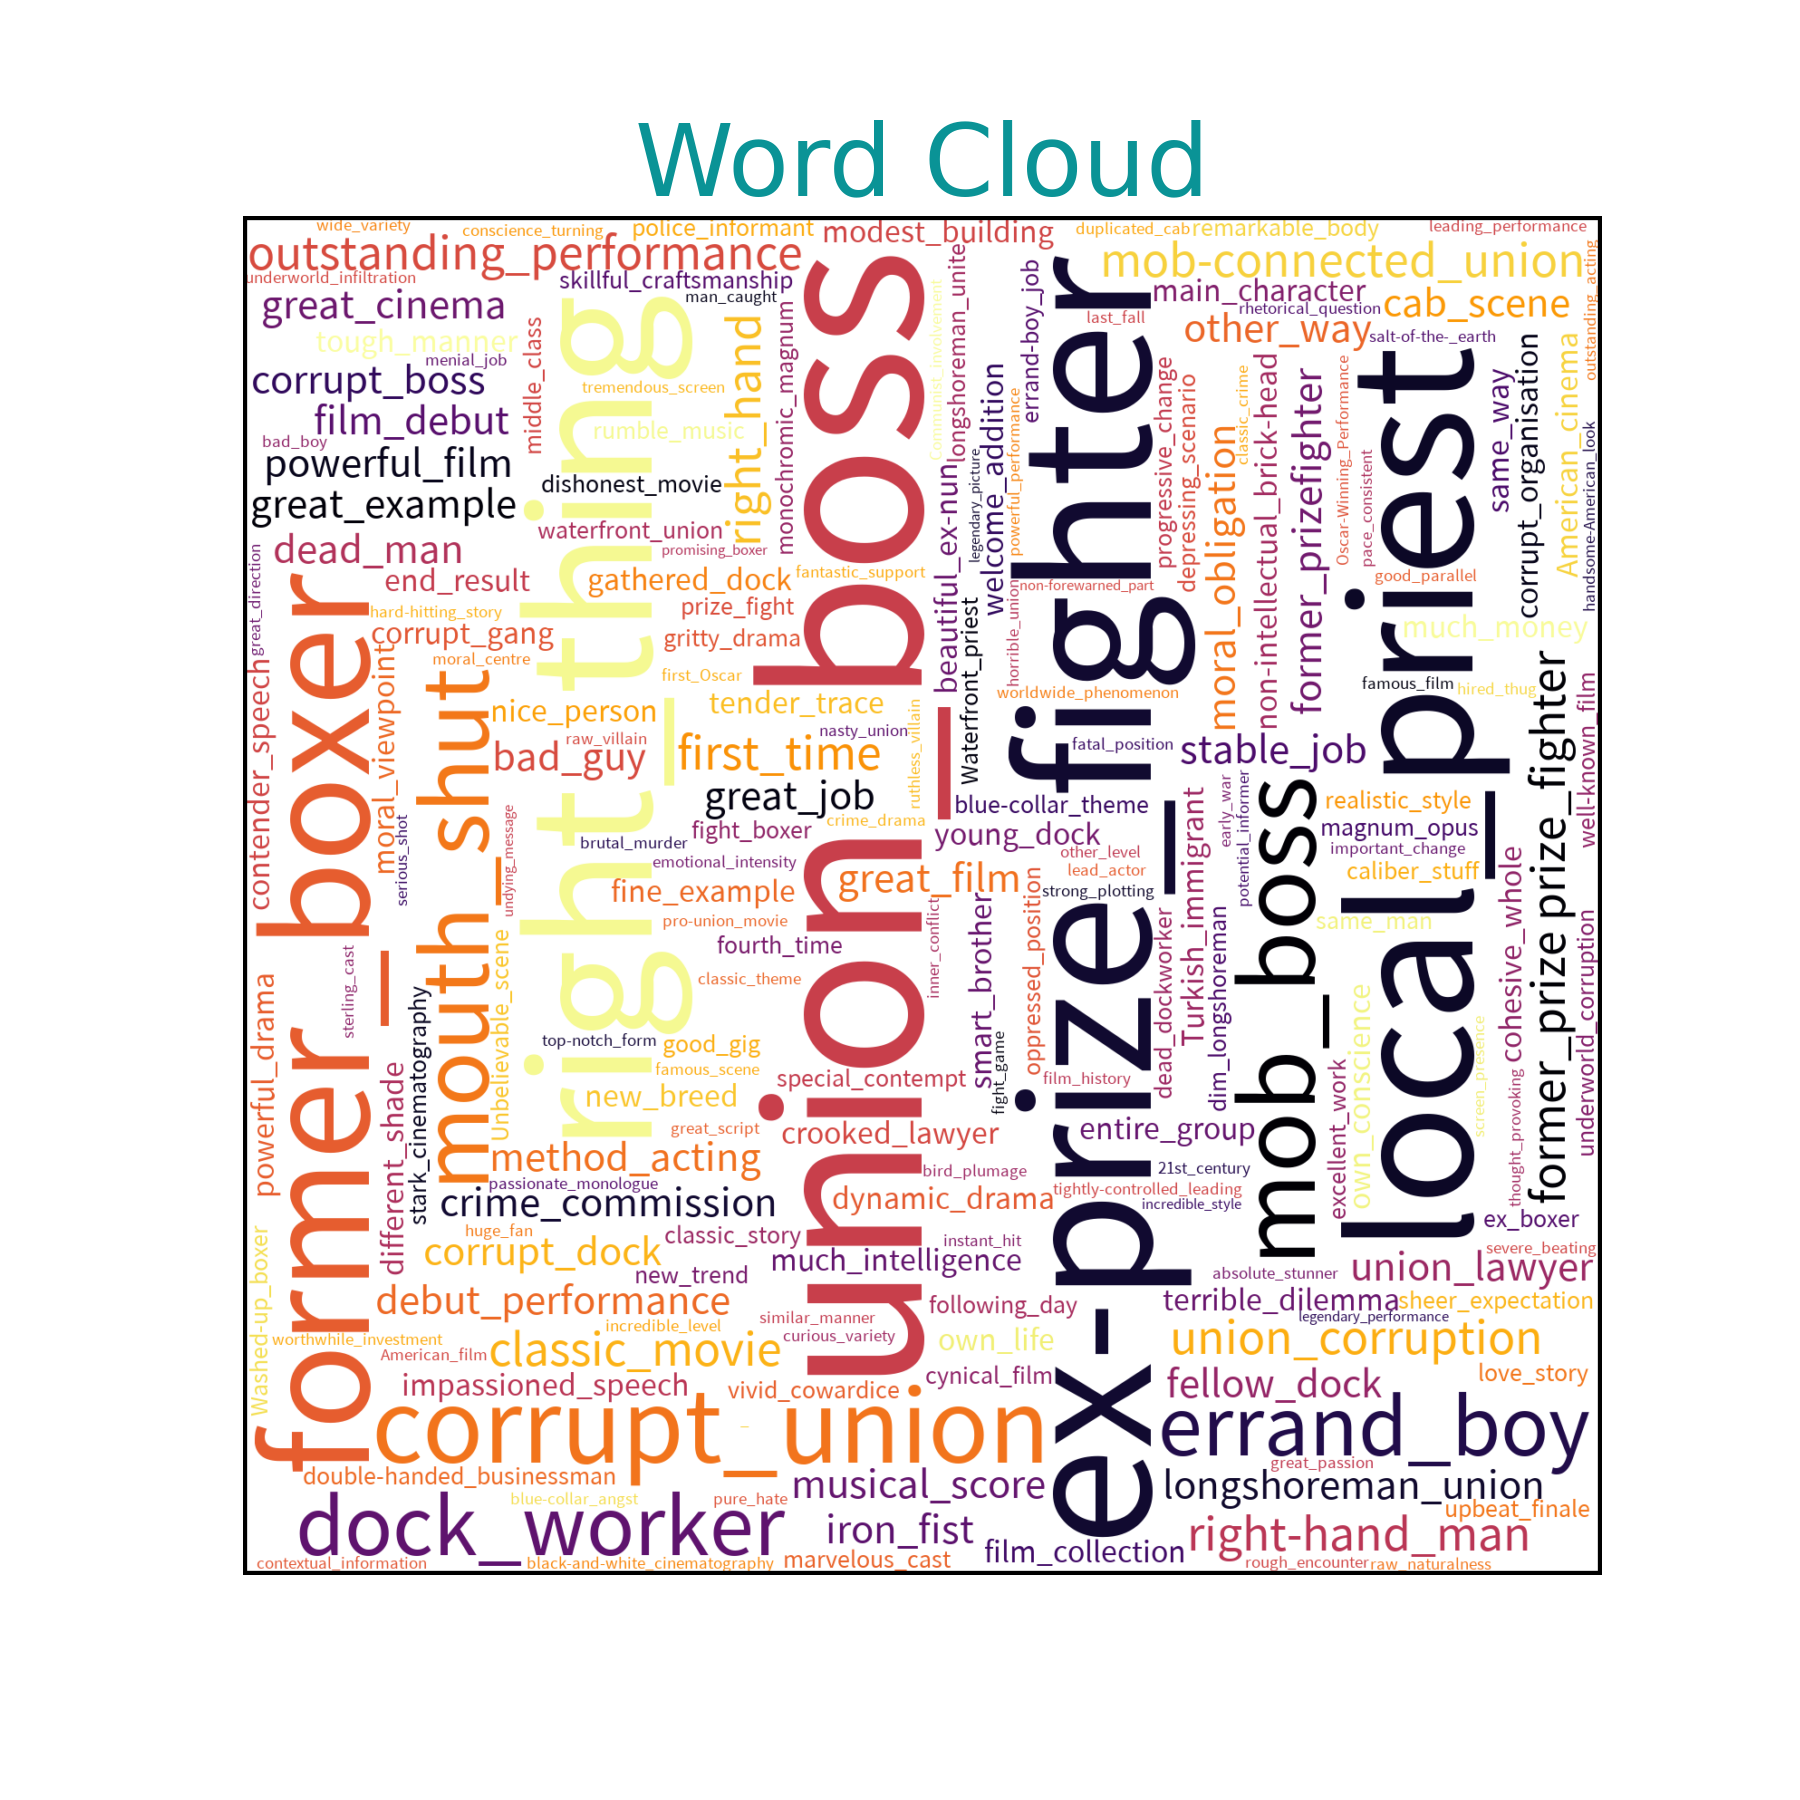 Word Cloud
wide_variety
conscience_turning
police_informant
modest_building
duplicated_cab
remarkable_body
leading_performance
outstanding_performance
mob-connected_union
underworld_infiltration
skillful_craftsmanship
man_caught
main_character
great_cinema
rhetorical_question
cab_scene
last_fall
other_way
salt-of-the-_earth
tough_manner
menial_job
corrupt_boss
tremendous_screen
film_debut
rumble_music
bad_boy
powerful_film
dishonest_movie
great_example
waterfront_union
dead_man
promising_boxer
end_result
gathered_dock
fantastic_support
non-forewarned_part
good_parallel
hard-hitting_story
prize_fight
corrupt_gang
gritty_drama
much_money
moral_centre
first_Oscar
worldwide_phenomenon
famous_film
hired_thug
nice_person
tender_trace
raw_villain
nasty_union
fatal_position
bad_guy
first_time
stable_job
great_job
blue-collar_theme
realistic_style
fight_boxer
crime_drama
young_dock
magnum_opus
brutal_murder
emotional_intensity
other_level
important_change
lead_actor
fine_example
great_film
strong_plotting
caliber_stuff
pro-union_movie
same_man
fourth_time
classic_theme
top-notch_form
good_gig
famous_scene
special_contempt
film_history
new_breed
great_script
crooked_lawyer
entire_group
method_acting
bird_plumage
21st_century
passionate_monologue
tightly-controlled_leading
crime_commission
dynamic_drama
incredible_style
ex_boxer
huge_fan
classic_story
instant_hit
corrupt_dock
much_intelligence
severe_beating
new_trend
absolute_stunner
union_lawyer
debut_performance
following_day
terrible_dilemma
sheer_expectation
similar_manner
legendary_performance
incredible_level
curious_variety
worthwhile_investment
own_life
union_corruption
American_film
classic_movie
impassioned_speech
vivid_cowardice
cynical_film
fellow_dock
love_story
corrupt_union
errand_boy
double-handed_businessman
great_passion
musical_score
longshoreman_union
blue-collar_angst
pure_hate
upbeat_finale
dock_worker
iron_fist
right-hand_man
film_collection
contextual_information
black-and-white_cinematography
marvelous_cast
rough_encounter
raw_naturalness
great_direction
contender_speech
powerful_drama
Washed-up_boxer
former_boxer
moral_viewpoint
serious_shot
sterling_cast
different_shade
stark_cinematography
mouth_shut
undying_message
Unbelievable_scene
middle_class
right_thing
right_hand
monochromic_magnum
union_boss
ruthless_villain
inner_conflict
Communist_involvement
longshoreman_unite
beautiful_ex-nun
legendary_picture
Waterfront_priest
welcome_addition
smart_brother
fight_game
powerful_performance
horrible_union
errand-boy_job
oppressed_position
ex-prize_fighter
progressive_change
depressing_scenario
dead_dockworker
Turkish_immigrant
dim_longshoreman
classic_crime
moral_obligation
early_war
potential_informer
non-intellectual_brick-head
former_prizefighter
mob_boss
Oscar-Winning_Performance
pace_consistent
excellent_work
own_conscience
local_priest
screen_presence
same_way
corrupt_organisation
cohesive_whole
thought_provoking
former_prize prize_fighter
American_cinema
outstanding_acting
handsome-American_look
well-known_film
underworld_corruption